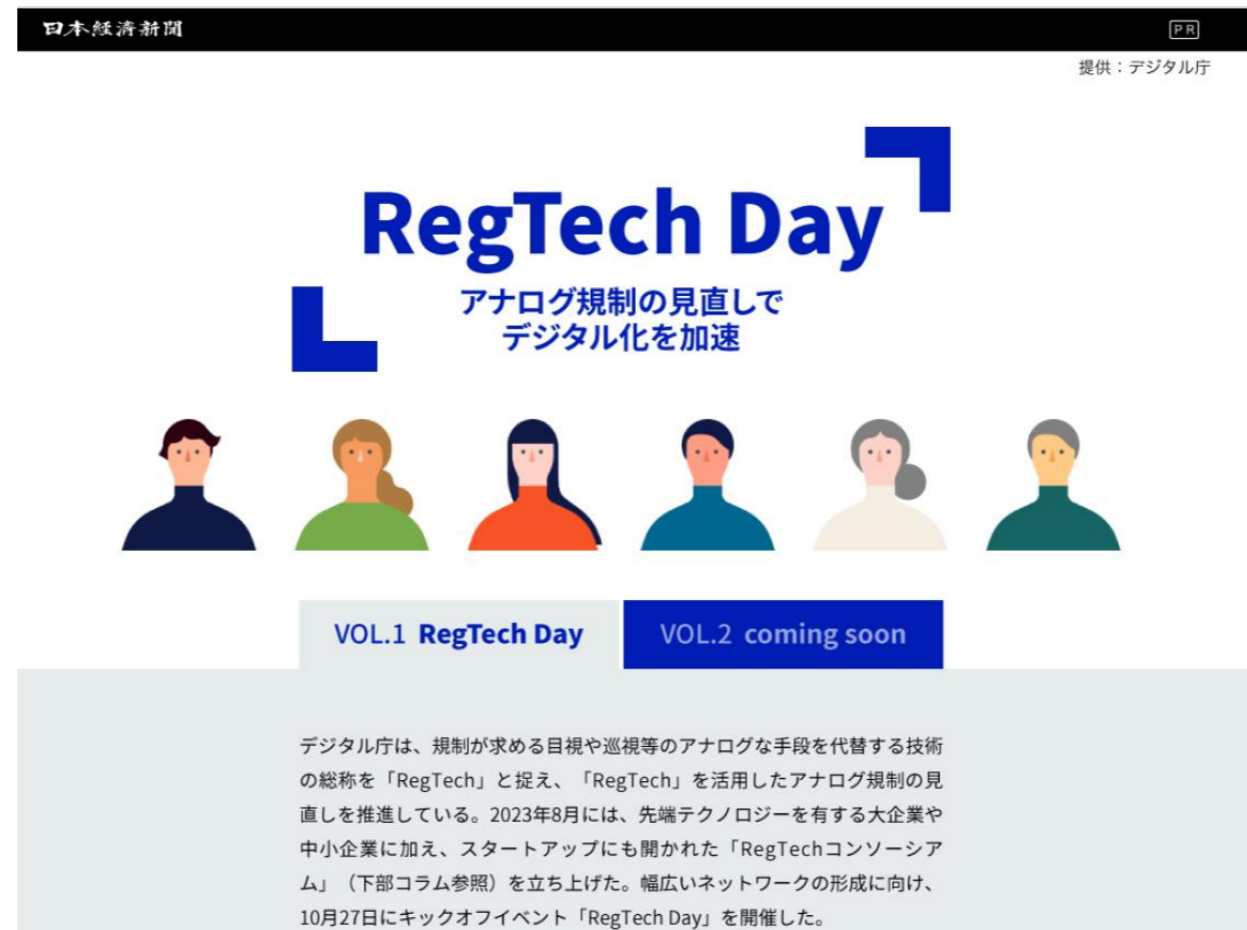 日本経済新聞
PR
提供：デジタル庁
RegTech Day
アナログ規制の見直しで
デジタル化を加速
VOL.1 RegTech Day
VOL.2 coming soon
デジタル庁は、規制が求める目視や巡視等のアナログな手段を代替する技術
の総称を「RegTech」と捉え、「RegTech」を活用したアナログ規制の見
直しを推進している。2023年8月には、先端テクノロジーを有する大企業や
中小企業に加え、スタートアップにも開かれた「RegTechコンソーシア
ム」（下部コラム参照）を立ち上げた。幅広いネットワークの形成に向け、
10月27日にキックオフイベント「RegTech Day」を開催した。